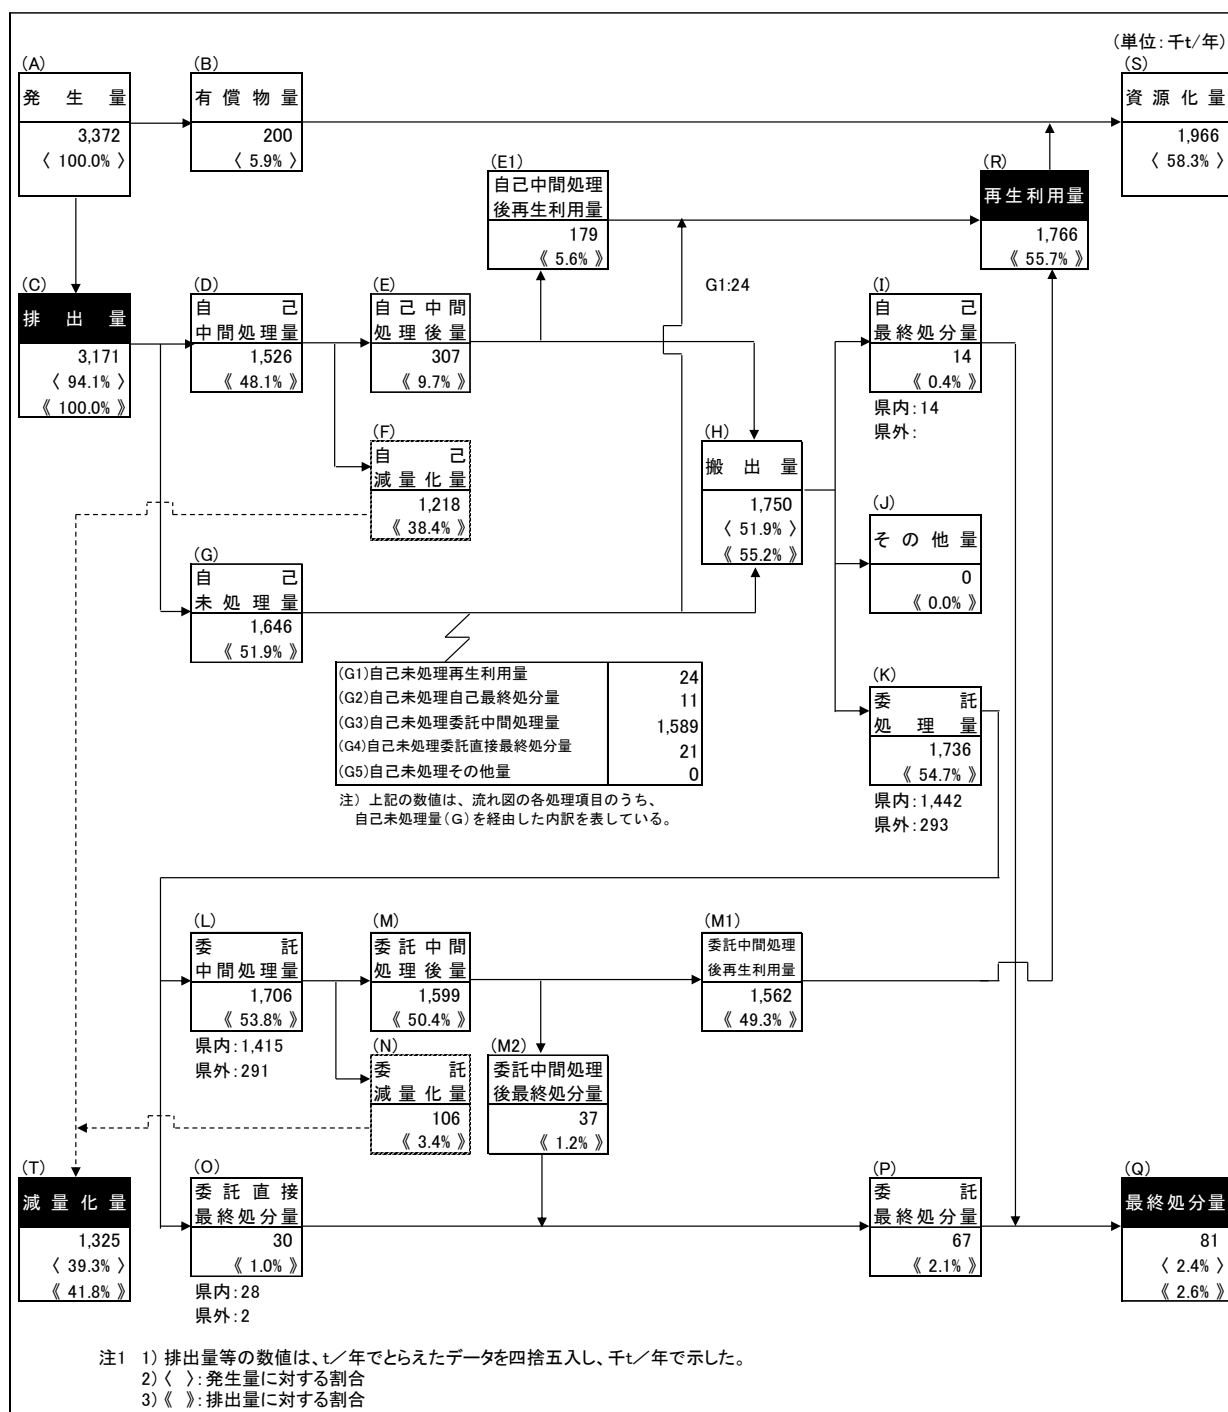 (単位：千t/年)
(A)
発生量
3,372
〈 100.0% 〉
(B)
有償物量
200
〈 5.9% 〉
(S)
資源化量
1,966
〈 58.3% 〉
(E1)
自己中間処理
後再生利用量
179
《 5.6% 》
(R)
再生利用量
1,766
《 55.7% 》
(C)
排出量
3,171
〈 94.1% 〉
《 100.0% 》
(D)
自己
中間処理量
1,526
《 48.1% 》
(E)
自己中間
処理後量
307
《 9.7% 》
G1:24
(I)
自己
最終処分量
14
《 0.4% 》
県内：14
県外：
(F)
自己
減量化量
1,218
《 38.4% 》
(H)
搬出量
1,750
〈 51.9% 〉
《 55.2% 》
(J)
その他量
0
《 0.0% 》
(G)
自己
未処理量
1,646
《 51.9% 》
(G1)自己未処理再生利用量 24
(G2)自己未処理自己最終処分量 11
(G3)自己未処理委託中間処理量 1,589
(G4)自己未処理委託直接最終処分量 21
(G5)自己未処理その他量 0
注）上記の数値は、流れ図の各処理項目のうち、
自己未処理量（G）を経由した内訳を表している。
(K)
委託
処理量
1,736
《 54.7% 》
県内：1,442
県外：293
(L)
委託
中間処理量
1,706
《 53.8% 》
県内：1,415
県外：291
(M)
委託中間
処理後量
1,599
《 50.4% 》
(M1)
委託中間処理
後再生利用量
1,562
《 49.3% 》
(N)
委託
減量化量
106
《 3.4% 》
(M2)
委託中間処理
後最終処分量
37
《 1.2% 》
(T)
減量化量
1,325
〈 39.3% 〉
《 41.8% 》
(O)
委託直接
最終処分量
30
《 1.0% 》
県内：28
県外：2
(P)
委託
最終処分量
67
《 2.1% 》
(Q)
最終処分量
81
〈 2.4% 〉
《 2.6% 》
注1 1）排出量等の数値は、t／年でとらえたデータを四捨五入し、千t／年で示した。
2）〈 〉：発生量に対する割合
3）《 》：排出量に対する割合